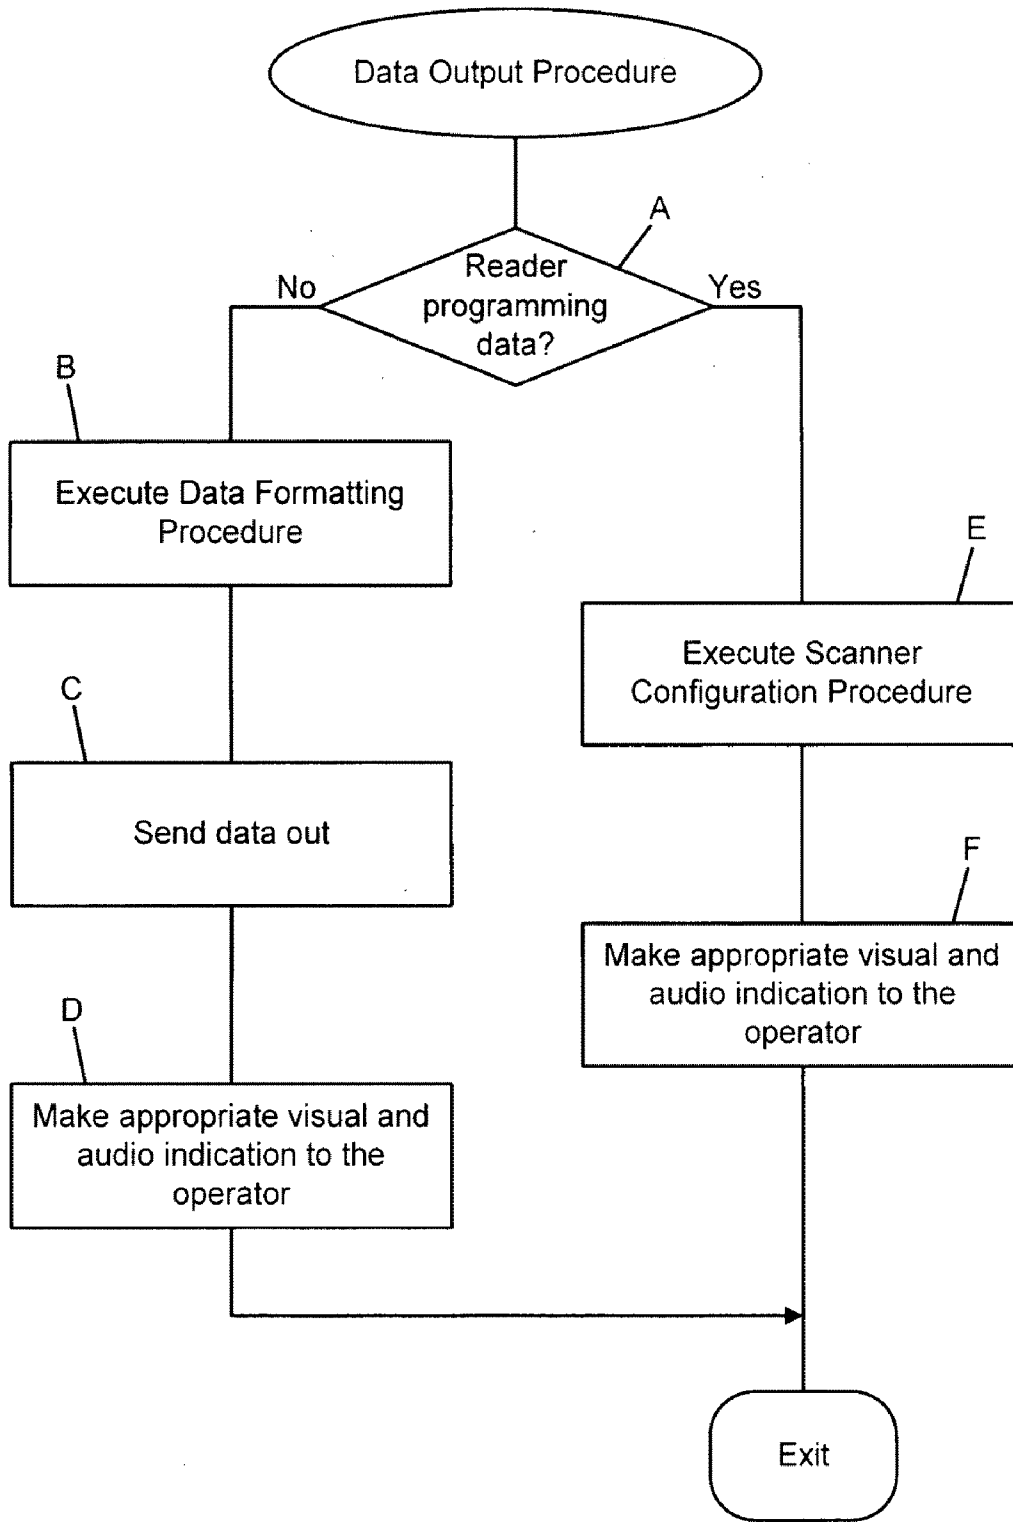 Data Output Procedure
A
Reader
programming
data?
No
Yes
B
Execute Data Formatting
Procedure
E
Execute Scanner
Configuration Procedure
C
Send data out
F
Make appropriate visual and
audio indication to the
operator
D
Make appropriate visual and
audio indication to the
operator
Exit